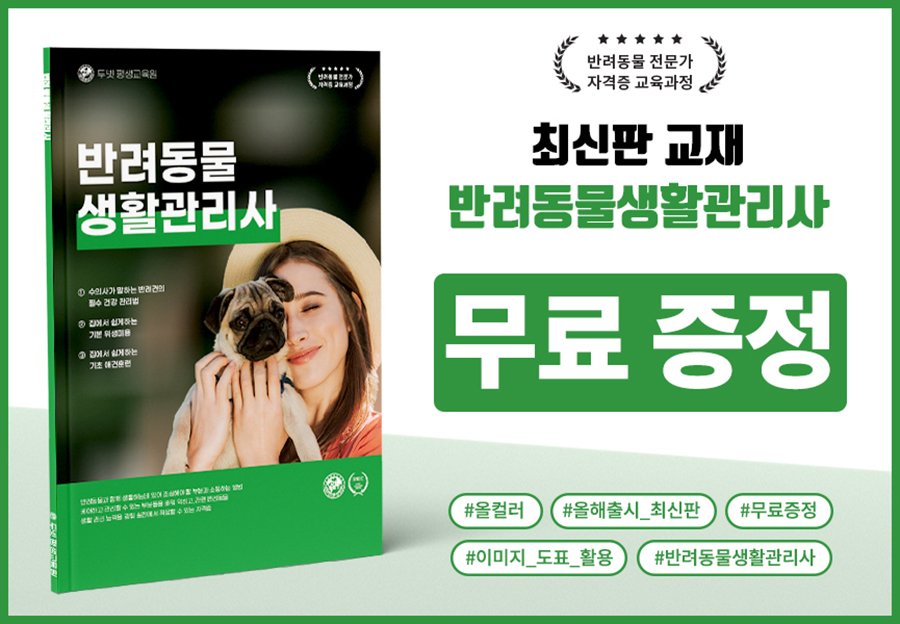 두넷 평생교육원
반려동물 전문가
자격증 교육과정
반려동물
생활관리사
① 수의사가 말하는 반려견의
필수 건강 관리법
② 집에서 쉽게하는
기본 위생미용
③ 집에서 쉽게하는
기초 애견훈련
반려동물 전문가
자격증 교육과정
최신판 교재
반려동물생활관리사
무료 증정
#올컬러
#올해출시_최신판
#무료증정
#이미지_도표_활용
#반려동물생활관리사